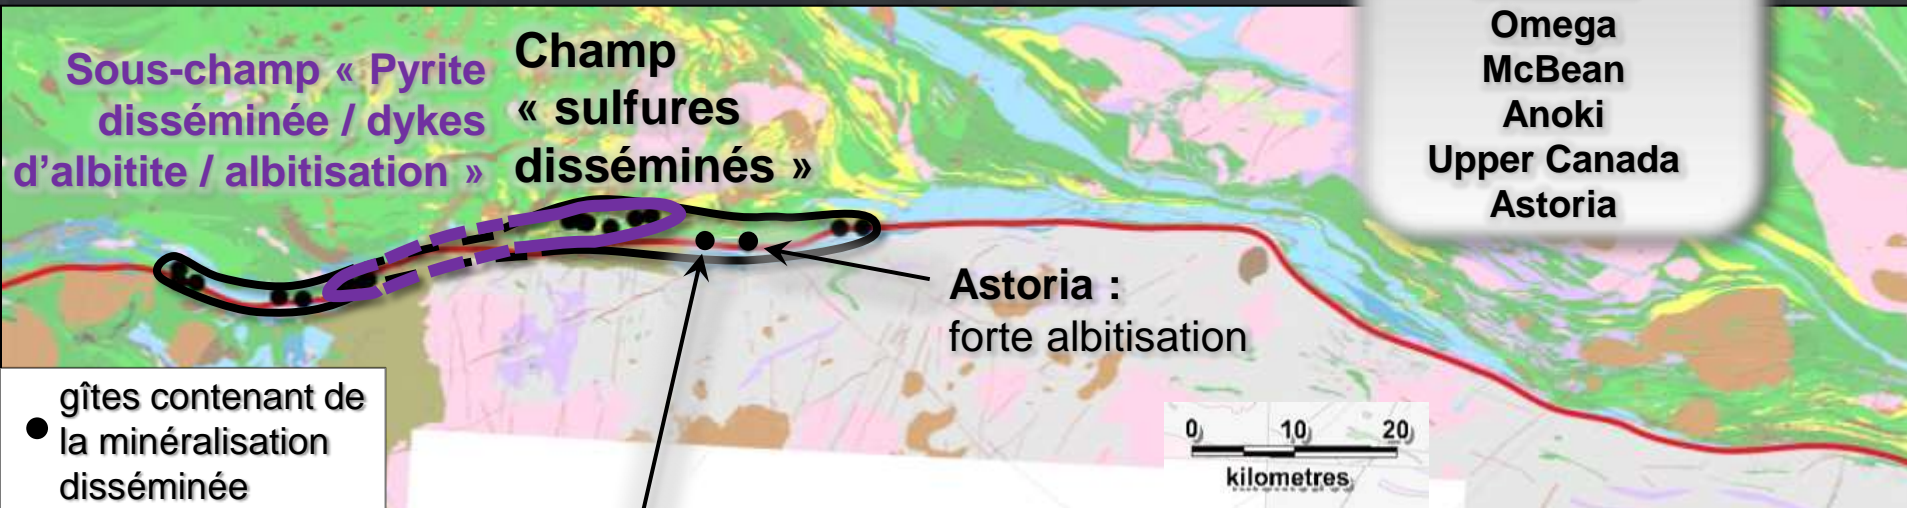 Sous-champ « Pyrite
disséminée / dykes
d'albitite / albitisation »
Champ
« sulfures
disséminés »
Omega
McBean
Anoki
Upper Canada
Astoria
Astoria :
forte albitisation
gîtes contenant de
la minéralisation
disséminée
0 10 20
kilometres